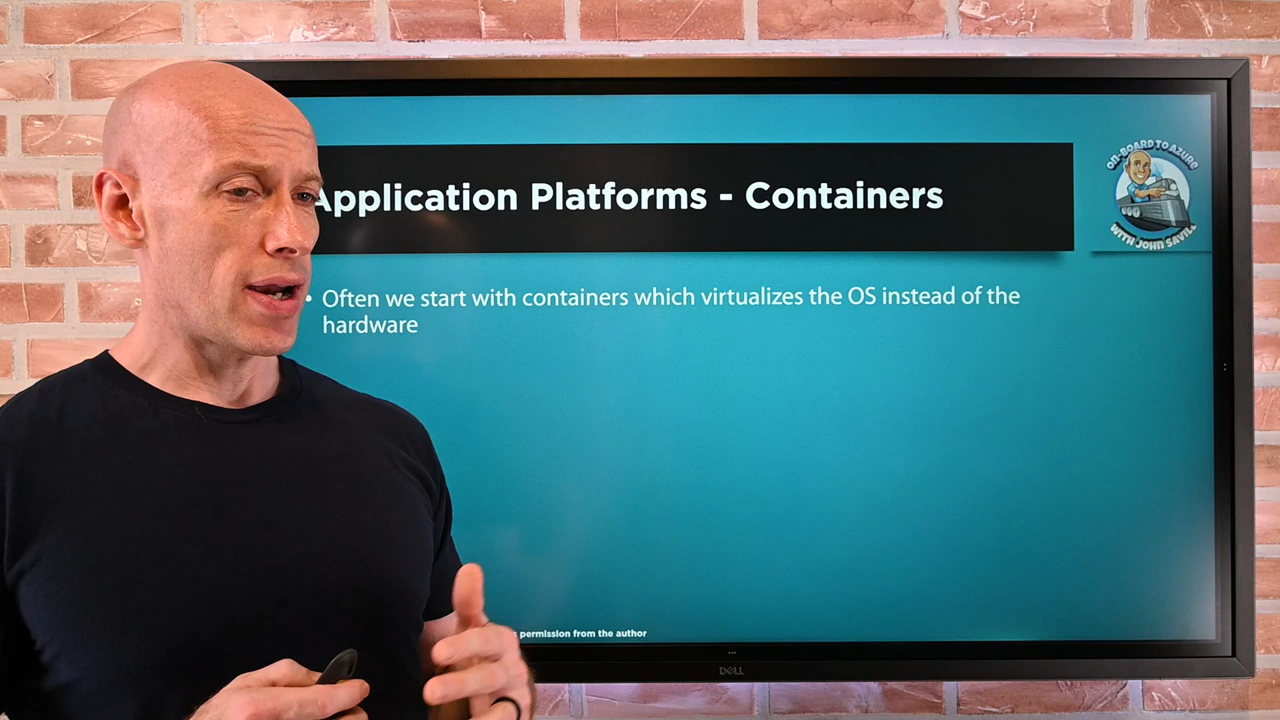 Application Platforms - Containers
ON-BOARD TO AZURE
WITH JOHN SAVILL
• Often we start with containers which virtualizes the OS instead of the
hardware
permission from the author
DELL